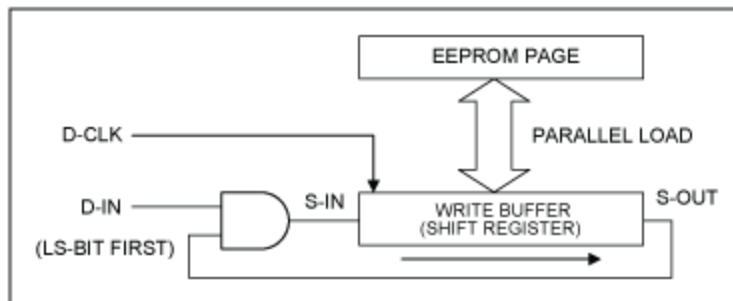 EEPROM PAGE
D-CLK
PARALLEL LOAD
D-IN
S-IN
WRITE BUFFER
(SHIFT REGISTER)
S-OUT
(LS-BIT FIRST)